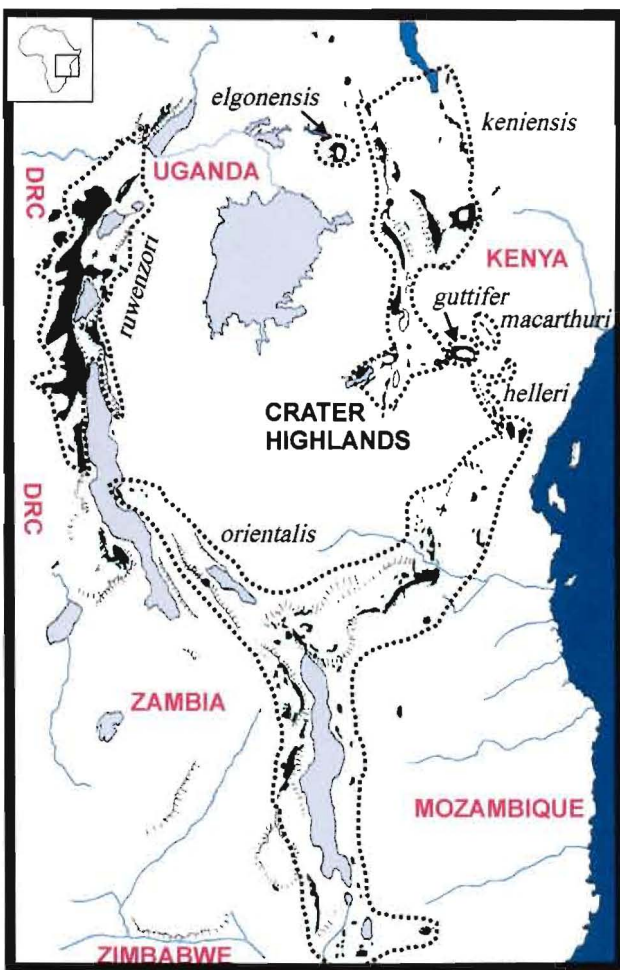 elgonensis
keniensis
UGANDA
DRC
ruwenzori
KENYA
guttifer
macarthuri
helleri
CRATER
HIGHLANDS
DRC
orientalis
ZAMBIA
MOZAMBIQUE
ZIMBABWE